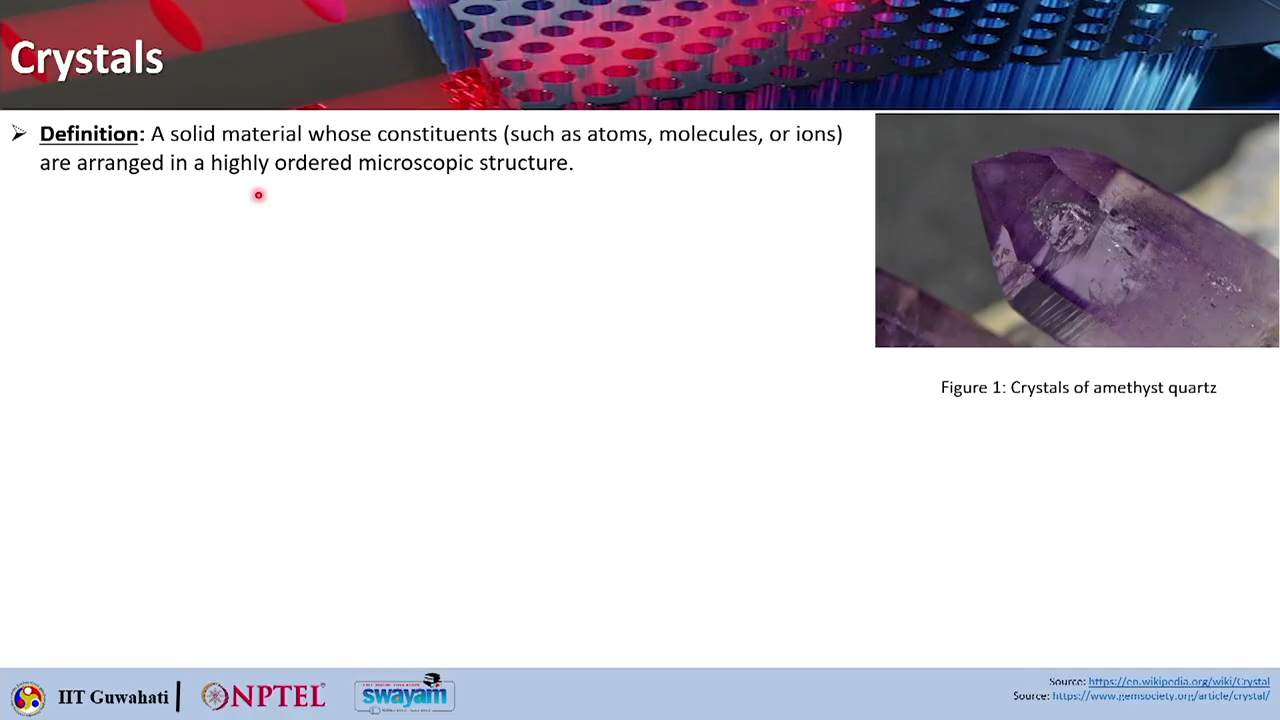 Crystals
➢ Definition: A solid material whose constituents (such as atoms, molecules, or ions)
are arranged in a highly ordered microscopic structure.
Figure 1: Crystals of amethyst quartz
IIT Guwahati
NPTEL
swayam
Source: https://en.wikipedia.org/wiki/Crystal
Source: https://www.gemsociety.org/article/crystal/